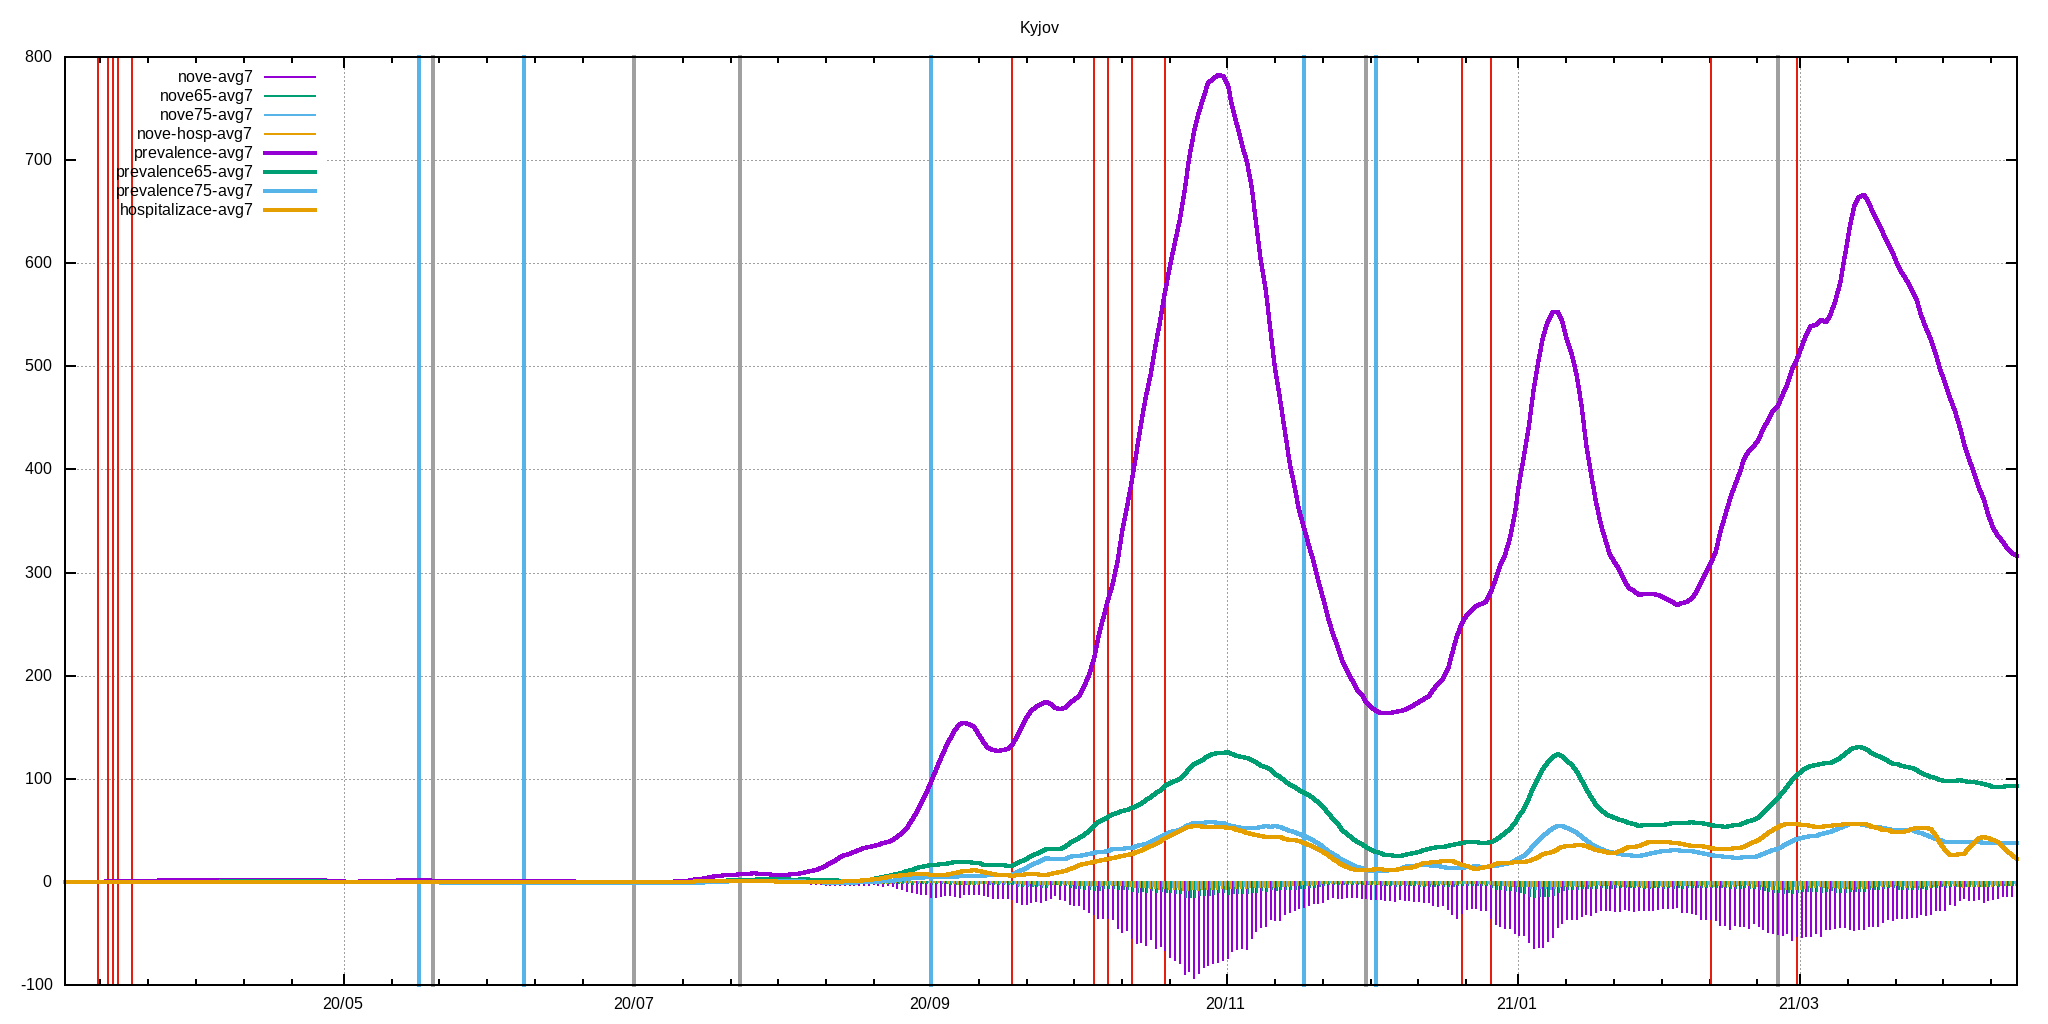 Kyjov
800
700
600
500
400
300
200
100
0
-100
nove-avg7
nove65-avg7
nove75-avg7
nove-hosp-avg7
prevalence-avg7
prevalence65-avg7
prevalence75-avg7
hospitalizace-avg7
20/05 20/07 20/09 20/11 21/01 21/03